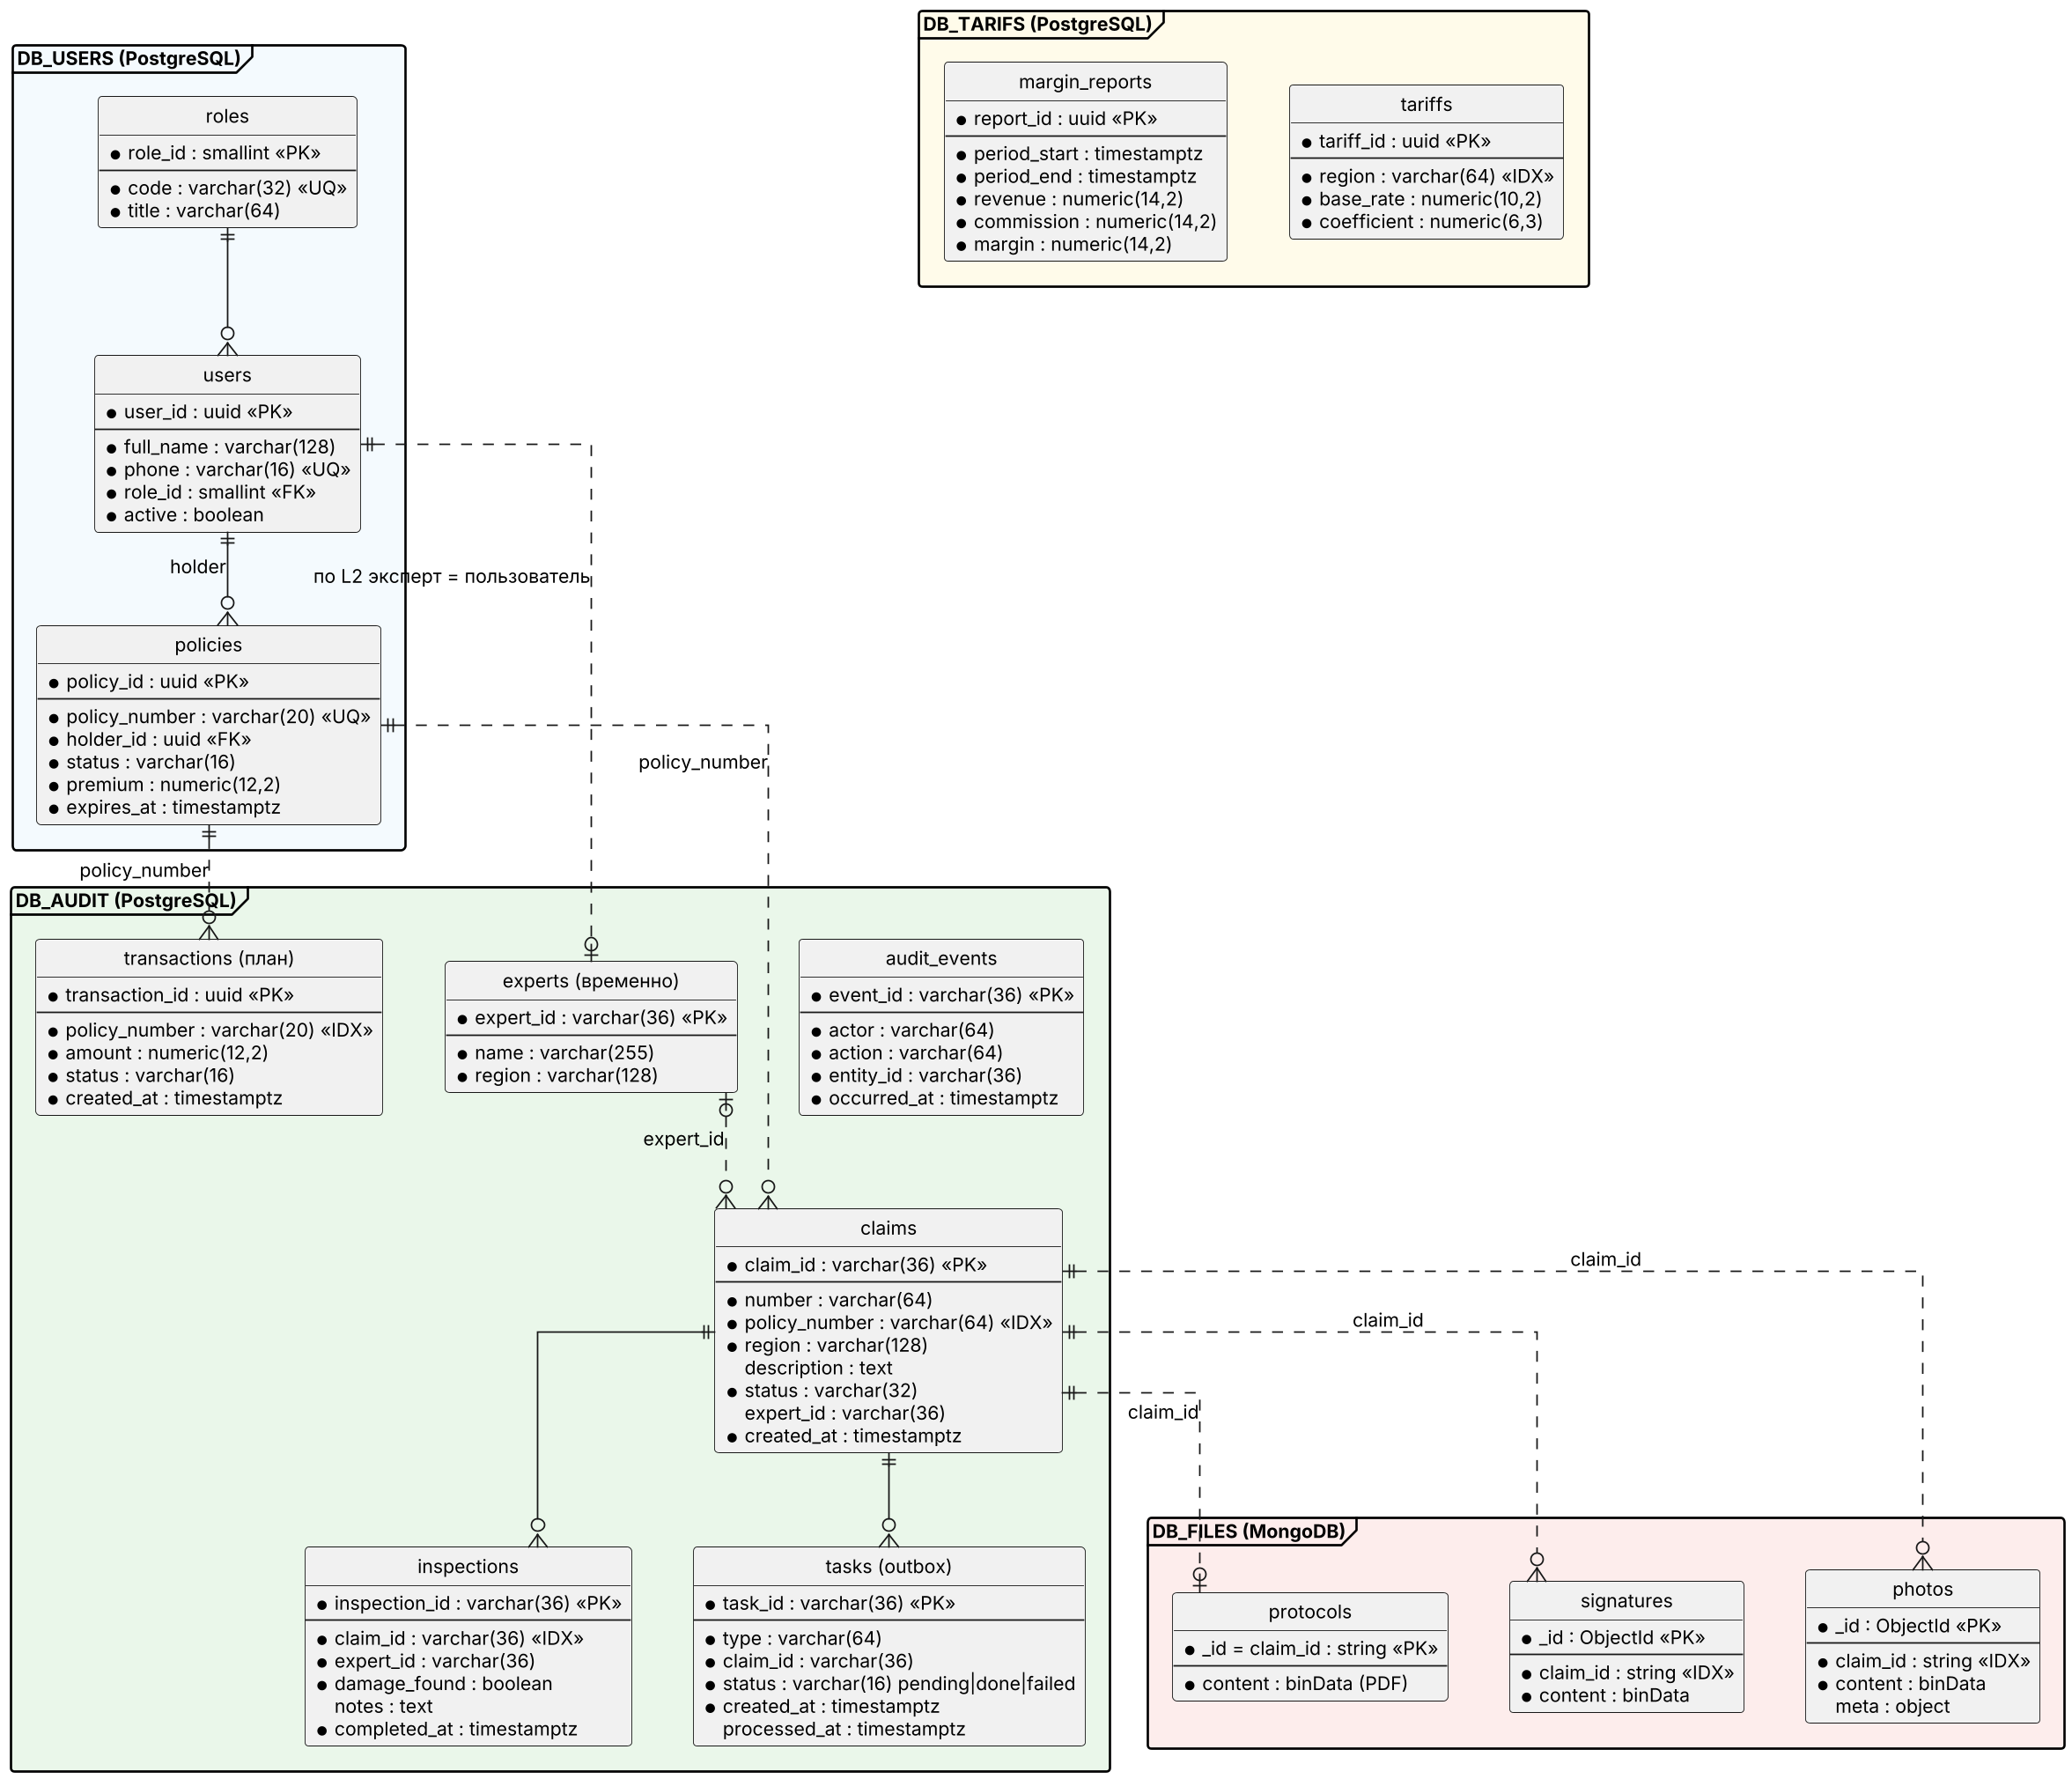 DB_USERS (PostgreSQL)
roles
role_id : smallint «PK»
code : varchar(32) «UQ»
title : varchar(64)
users
user_id : uuid «PK»
full_name : varchar(128)
phone : varchar(16) «UQ»
role_id : smallint «FK»
active : boolean
holder
по L2 эксперт = пользователь
policies
policy_id : uuid «PK»
policy_number : varchar(20) «UQ»
holder_id : uuid «FK»
status : varchar(16)
premium : numeric(12,2)
expires_at : timestamptz
policy_number
policy_number
DB_TARIFS (PostgreSQL)
margin_reports
report_id : uuid «PK»
period_start : timestamptz
period_end : timestamptz
revenue : numeric(14,2)
commission : numeric(14,2)
margin : numeric(14,2)
tariffs
tariff_id : uuid «PK»
region : varchar(64) «IDX»
base_rate : numeric(10,2)
coefficient : numeric(6,3)
DB_AUDIT (PostgreSQL)
transactions (план)
transaction_id : uuid «PK»
policy_number : varchar(20) «IDX»
amount : numeric(12,2)
status : varchar(16)
created_at : timestamptz
experts (временно)
expert_id : varchar(36) «PK»
name : varchar(255)
region : varchar(128)
audit_events
event_id : varchar(36) «PK»
actor : varchar(64)
action : varchar(64)
entity_id : varchar(36)
occurred_at : timestamptz
expert_id
claims
claim_id : varchar(36) «PK»
number : varchar(64)
policy_number : varchar(64) «IDX»
region : varchar(128)
description : text
status : varchar(32)
expert_id : varchar(36)
created_at : timestamptz
claim_id
claim_id
claim_id
inspections
inspection_id : varchar(36) «PK»
claim_id : varchar(36) «IDX»
expert_id : varchar(36)
damage_found : boolean
notes : text
completed_at : timestamptz
tasks (outbox)
task_id : varchar(36) «PK»
type : varchar(64)
claim_id : varchar(36)
status : varchar(16) pending|done|failed
created_at : timestamptz
processed_at : timestamptz
DB_FILES (MongoDB)
protocols
_id = claim_id : string «PK»
content : binData (PDF)
signatures
_id : ObjectId «PK»
claim_id : string «IDX»
content : binData
photos
_id : ObjectId «PK»
claim_id : string «IDX»
content : binData
meta : object